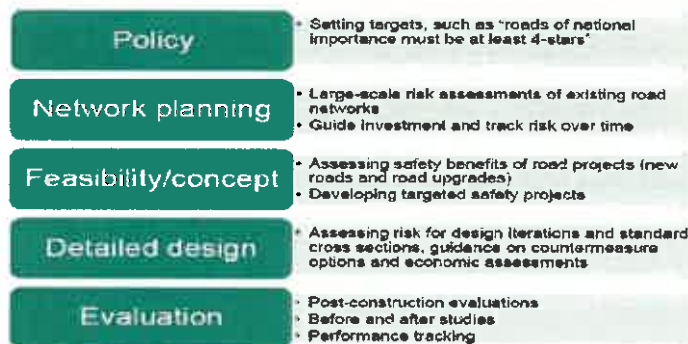 Policy
• Setting targets, such as "roads of national
importance must be at least 4-stars"
Network planning
• Large-scale risk assessments of existing road
networks
• Guide investment and track risk over time
Feasibility/concept
• Assessing safety benefits of road projects (new
roads and road upgrades)
• Developing targeted safety projects
Detailed design
• Assessing risk for design iterations and standard
cross sections, guidance on countermeasure
options and economic assessments
Evaluation
• Post-construction evaluations
• Before and after studies
• Performance tracking